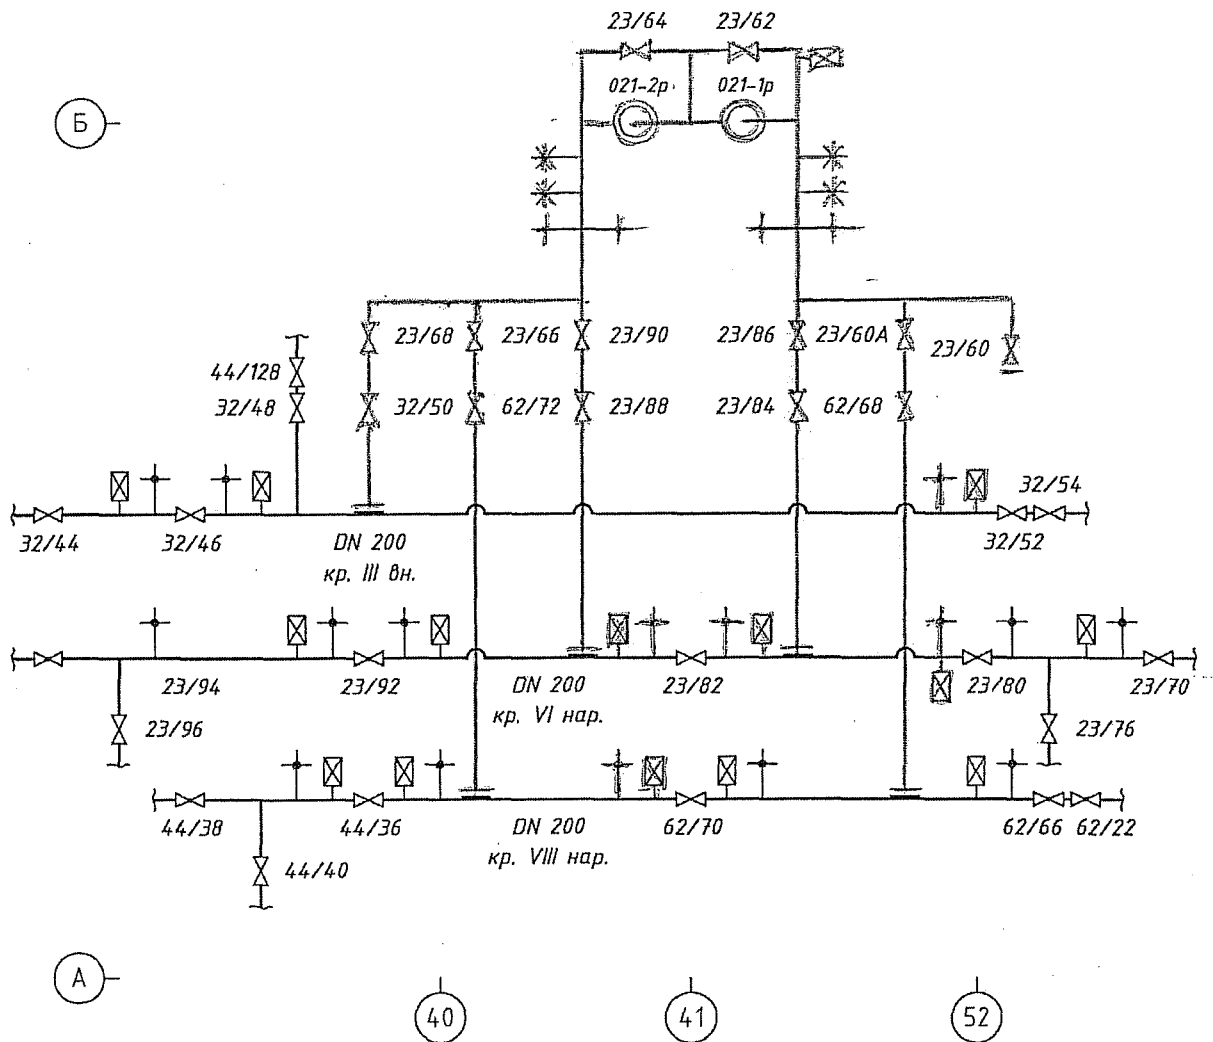 23/64 23/62
021-2р 021-1р
Б
23/68 23/66 23/90 23/86 23/60А 23/60
44/128
32/48 32/50 62/72 23/88 23/84 62/68
32/54
32/44 32/46 DN 200 32/52
кр. III вн.
23/94 23/92 DN 200 23/82 23/80 23/70
кр. VI нар.
23/96 23/76
44/38 44/36 DN 200 62/70 62/66 62/22
кр. VIII нар.
44/40
А
40 41 52